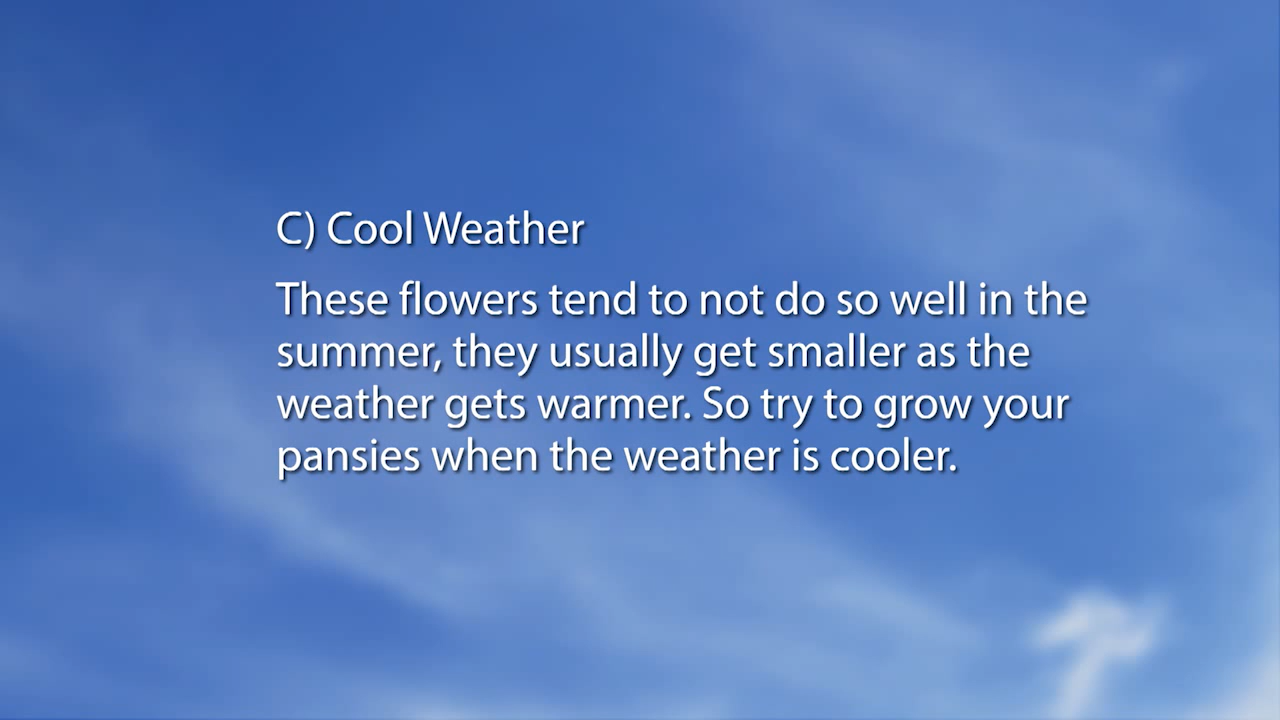 C) Cool Weather
These flowers tend to not do so well in the
summer, they usually get smaller as the
weather gets warmer. So try to grow your
pansies when the weather is cooler.